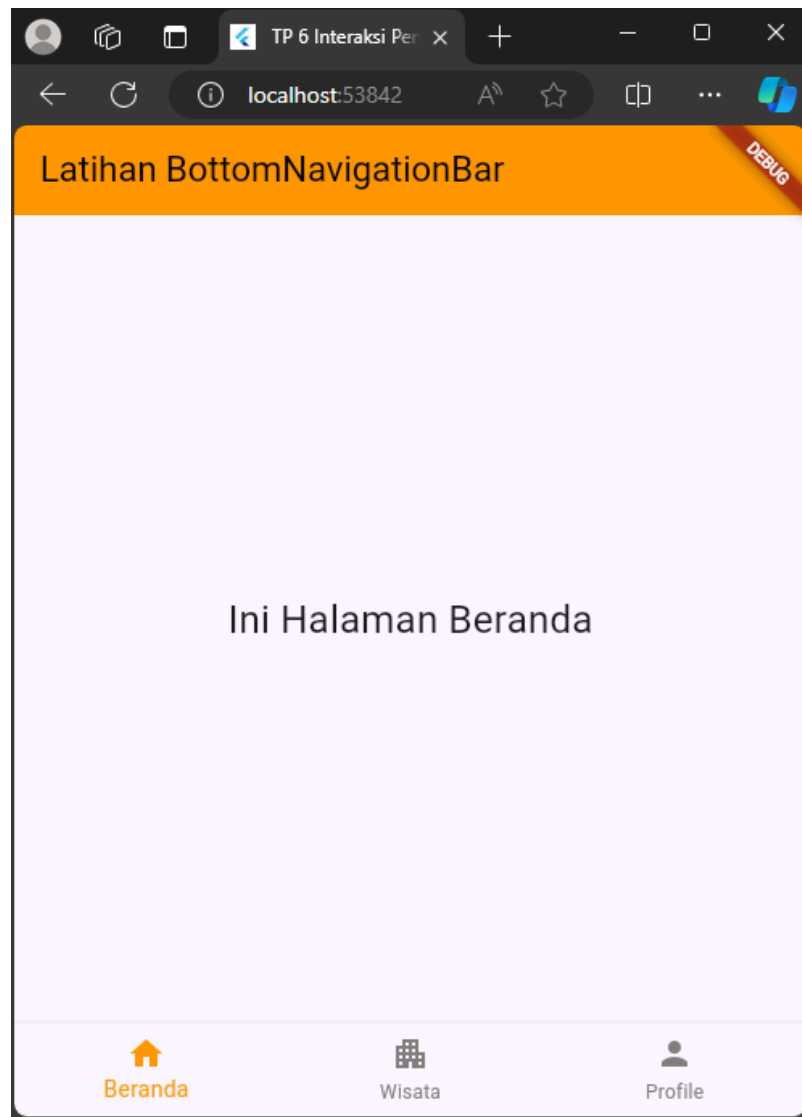 TP 6 Interaksi Per
localhost:53842
Latihan BottomNavigationBar
DEBUG
Ini Halaman Beranda
Beranda
Wisata
Profile